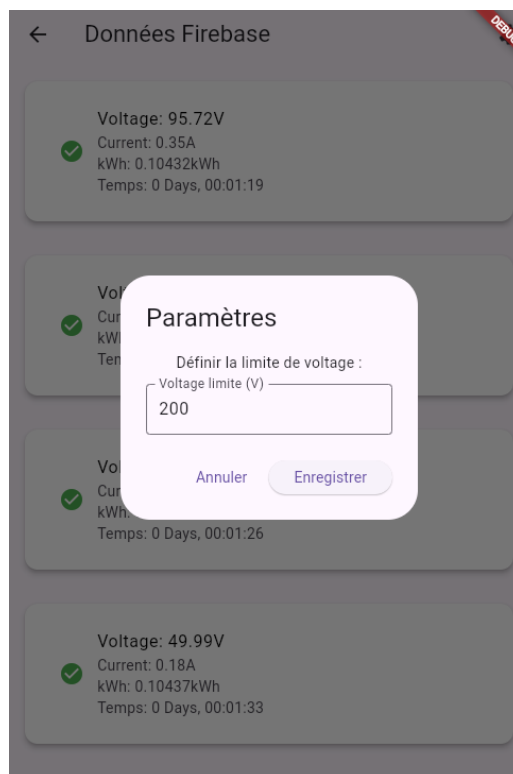 Données Firebase
Voltage: 95.72V
Current: 0.35A
kWh: 0.10432kWh
Temps: 0 Days, 00:01:19
Paramètres
Définir la limite de voltage :
Voltage limite (V)
200
Annuler
Enregistrer
Temps: 0 Days, 00:01:26
Voltage: 49.99V
Current: 0.18A
kWh: 0.10437kWh
Temps: 0 Days, 00:01:33